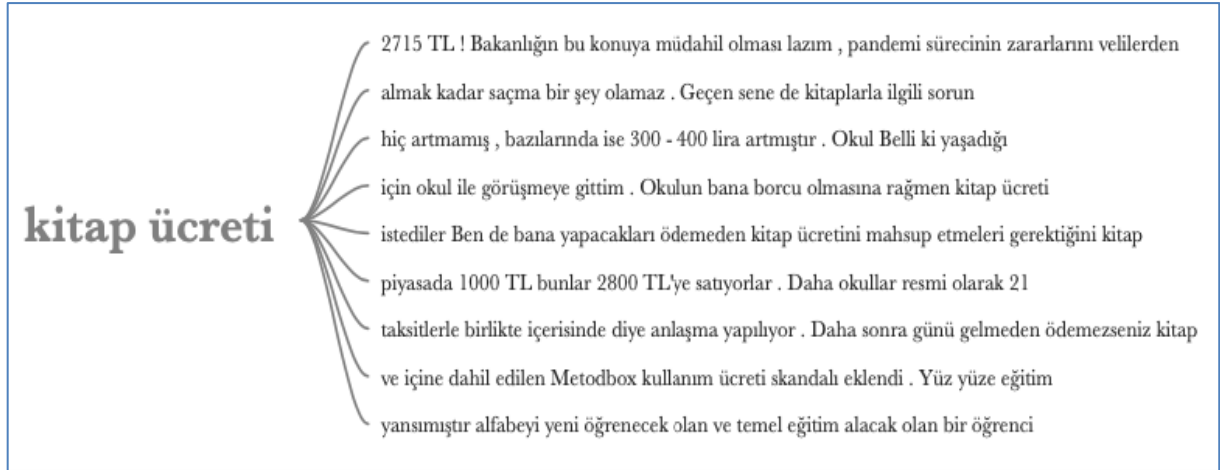 kitap ücreti
2715 TL ! Bakanlığın bu konuya müdahil olması lazım , pandemi sürecinin zararlarını velilerden
almak kadar saçma bir şey olamaz . Geçen sene de kitaplarla ilgili sorun
hiç artmamış , bazılarında ise 300 - 400 lira artmıştır . Okul Belli ki yaşadığı
için okul ile görüşmeye gittim . Okulun bana borcu olmasına rağmen kitap ücreti
istediler Ben de bana yapacakları ödemeden kitap ücretini mahsup etmeleri gerektiğini kitap
piyasada 1000 TL bunlar 2800 TL'ye satıyorlar . Daha okullar resmi olarak 21
taksitlerle birlikte içerisinde diye anlaşma yapılıyor . Daha sonra günü gelmeden ödemezseniz kitap
ve içine dahil edilen Metodbox kullanım ücreti skandalı eklendi . Yüz yüze eğitim
yansımıştır alfabeyi yeni öğrenecek olan ve temel eğitim alacak olan bir öğrenci